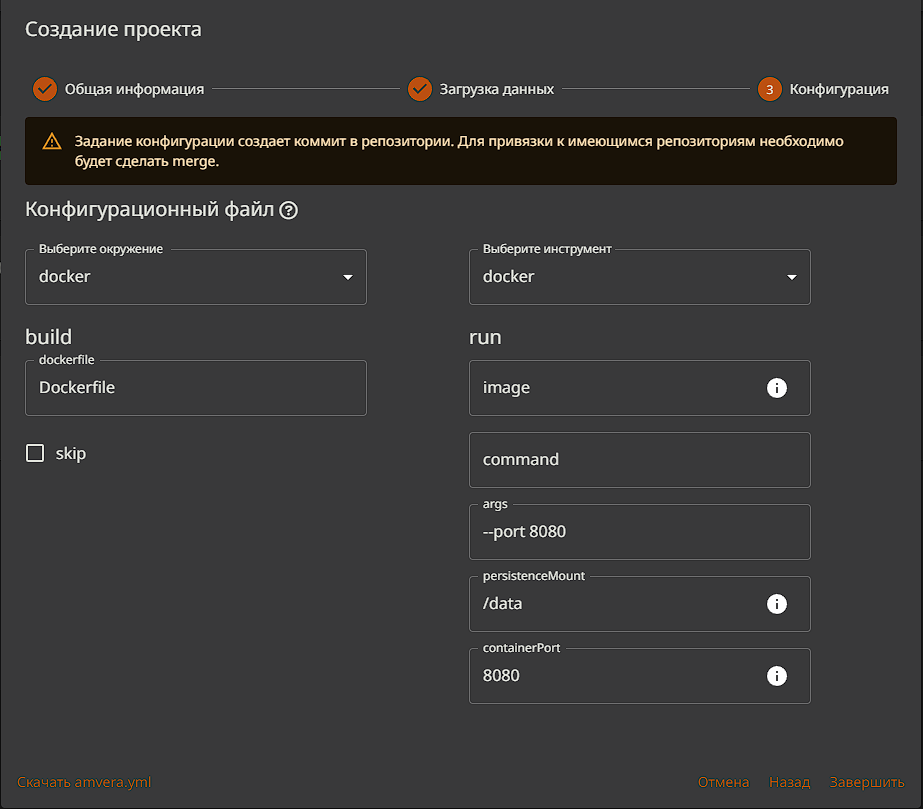 Создание проекта
Общая информация
Загрузка данных
3 Конфигурация
Задание конфигурации создает коммит в репозитории. Для привязки к имеющимся репозиториям необходимо
будет сделать merge.
Конфигурационный файл
Выберите окружение
docker
Выберите инструмент
docker
build
dockerfile
Dockerfile
skip
run
image
command
args
--port 8080
persistenceMount
/data
containerPort
8080
Скачать amvera.yml
Отмена
Назад
Завершить